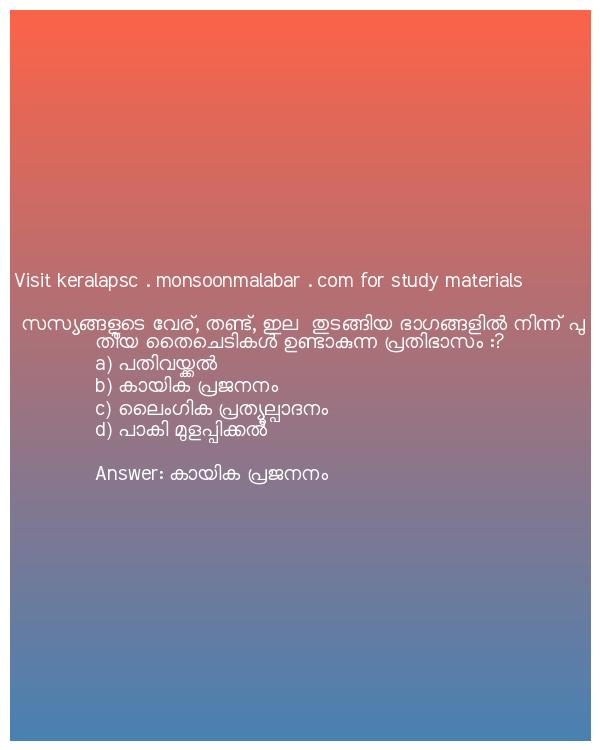 Visit keralapsc . monsoonmalabar . com for study materials
സസ്യങ്ങളുടെ വേര്, തണ്ട്, ഇല തുടങ്ങിയ ഭാഗങ്ങളിൽ നിന്ന് പു
തിയ തൈചെടികൾ ഉണ്ടാകുന്ന പ്രതിഭാസം :?
a) പതിവയ്ക്കൽ
b) കായിക പ്രജനനം
c) ലൈംഗിക പ്രത്യുല്പാദനം
d) പാകി മുളപ്പിക്കൽ
Answer: കായിക പ്രജനനം